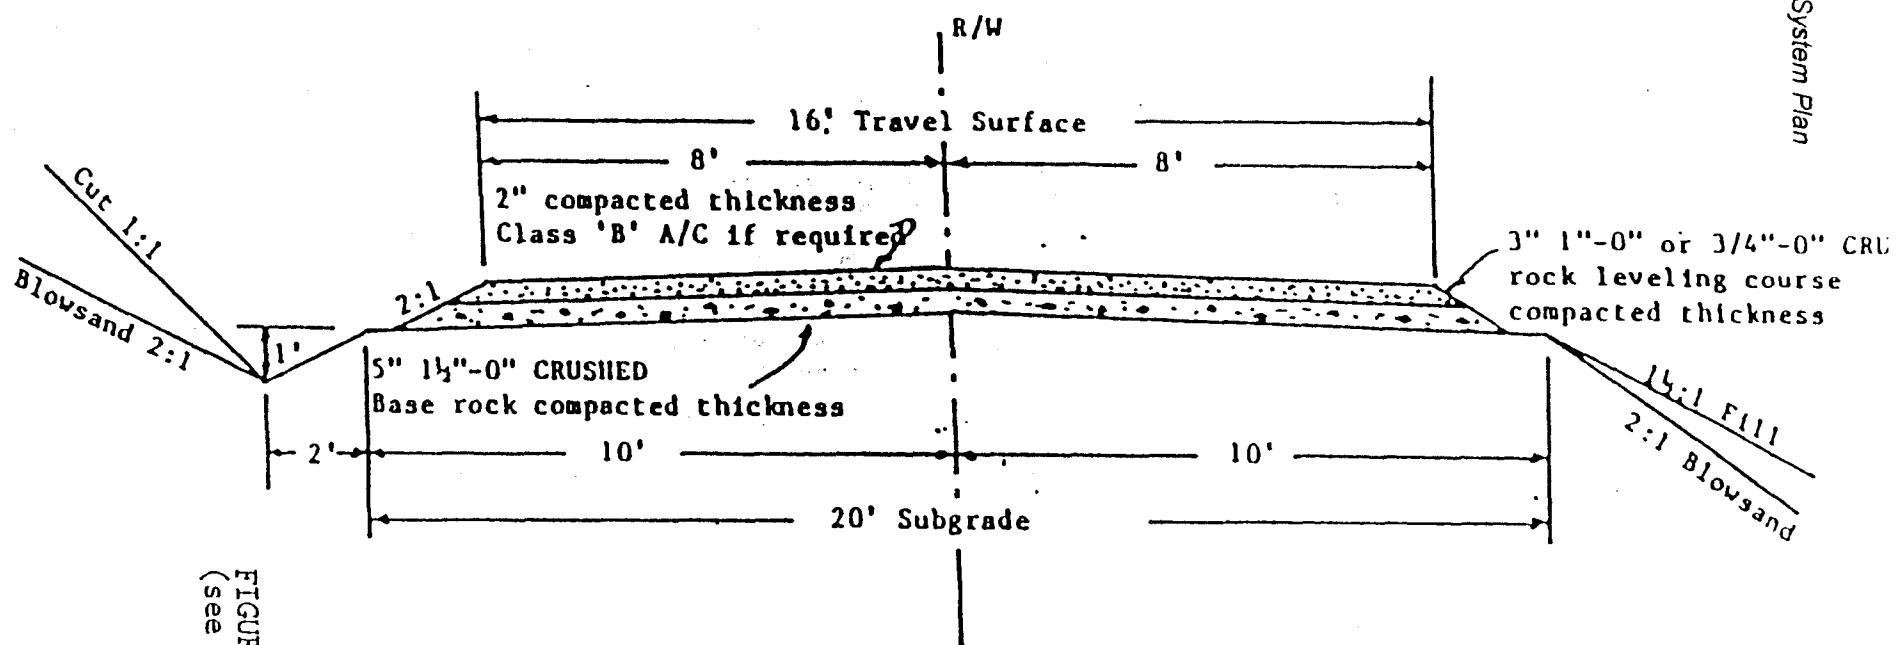 System Plan
R/W
16' Travel Surface
8'
8'
2" compacted thickness
Class 'B' A/C if required
Cut 1:1
Blowsand 2:1
2:1
1'
3" 1"-0" or 3/4"-0" CRU
rock leveling course
compacted thickness
5" 1½"-0" CRUSHED
Base rock compacted thickness
1½:1 Fill
2:1 Blowsand
2'
10'
10'
20' Subgrade
FIGUR
(see